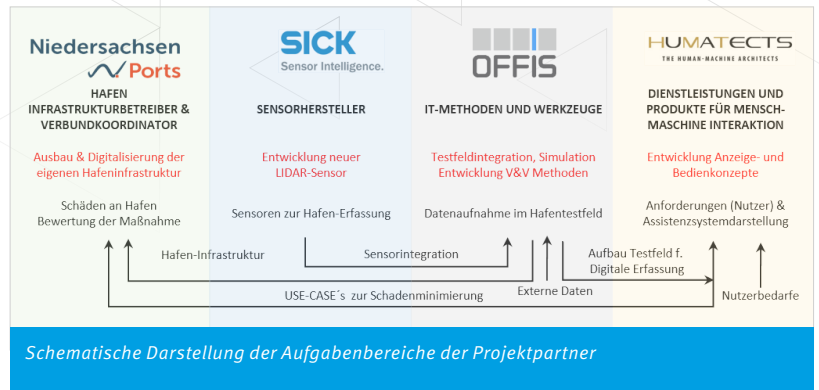 Niedersachsen
Ports
HAFEN
INFRASTRUKTURBETREIBER &
VERBUNDKOORDINATOR
Ausbau & Digitalisierung der
eigenen Hafeninfrastruktur
Schäden an Hafen
Bewertung der Maßnahme
SICK
Sensor Intelligence.
SENSORHERSTELLER
Entwicklung neuer
LIDAR-Sensor
Sensoren zur Hafen-Erfassung
OFFIS
IT-METHODEN UND WERKZEUGE
Testfeldintegration, Simulation
Entwicklung V&V Methoden
Datenaufnahme im Hafentestfeld
HUMATECTS
THE HUMAN-MACHINE ARCHITECTS
DIENSTLEISTUNGEN UND
PRODUKTE FÜR MENSCH-
MASCHINE INTERAKTION
Entwicklung Anzeige- und
Bedienkonzepte
Anforderungen (Nutzer) &
Assistenzsystemdarstellung
Hafen-Infrastruktur
Sensorintegration
Aufbau Testfeld f.
Digitale Erfassung
USE-CASE´s zur Schadenminimierung
Externe Daten
Nutzerbedarfe
Schematische Darstellung der Aufgabenbereiche der Projektpartner